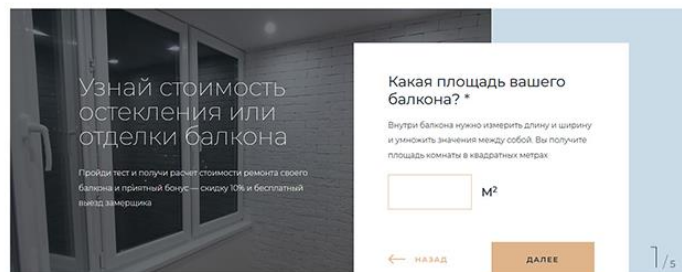 Узнай стоимость
остекления или
отделки балкона
Пройди тест и получи расчет стоимости ремонта своего
балкона и приятный бонус — скидку 10% и бесплатный
выезд замерщика
Какая площадь вашего
балкона? *
Внутри балкона нужно измерить длину и ширину
и умножить значения между собой. Вы получите
площадь комнаты в квадратных метрах
М²
← НАЗАД
ДАЛЕЕ
1/5